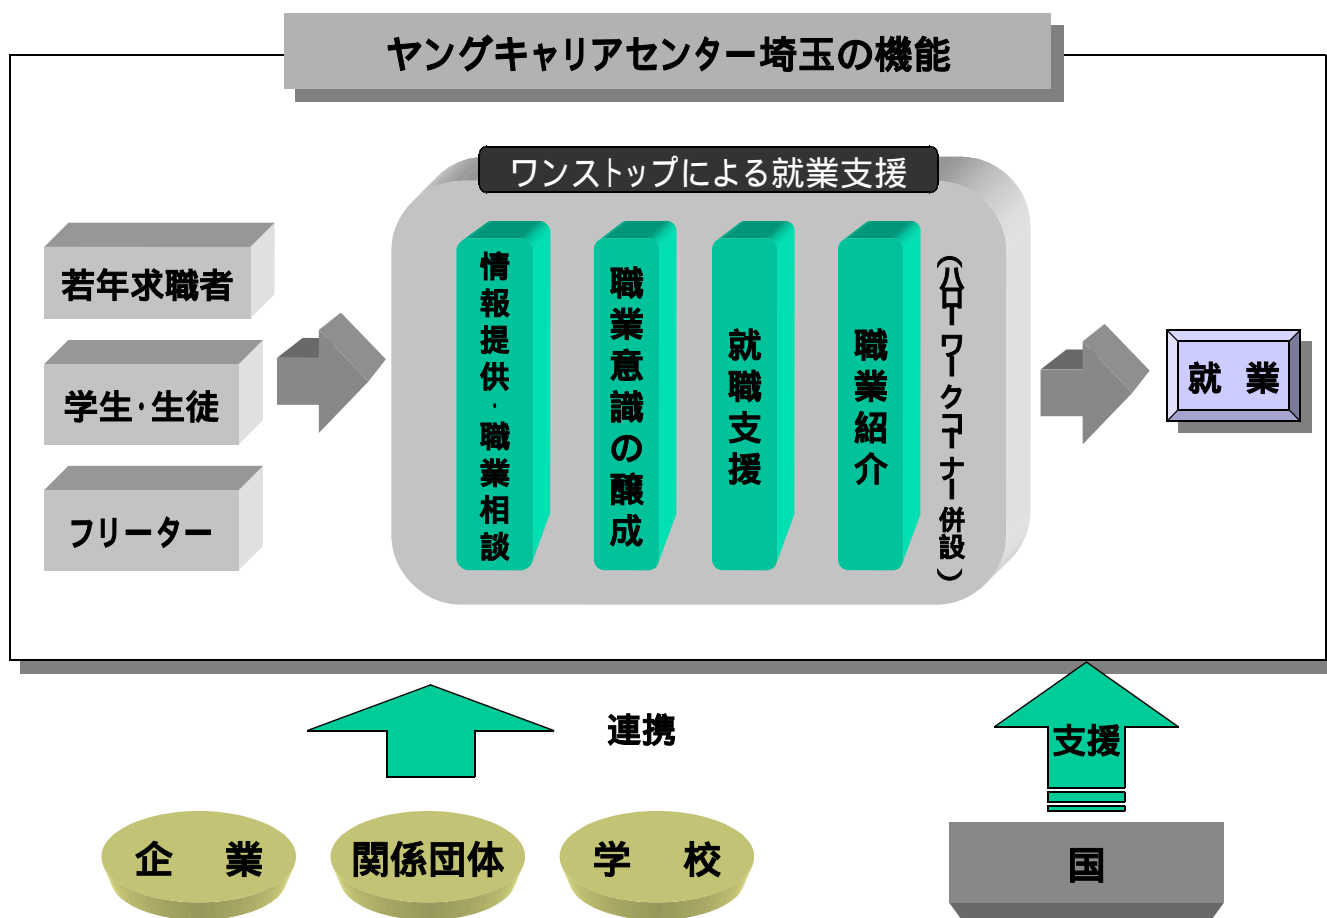 ヤングキャリアセンター埼玉の機能
ワンストップによる就業支援
若年求職者
学生・生徒
フリーター
情報提供・職業相談
職業意識の醸成
就職支援
職業紹介
(ハローワークコーナー併設)
就 業
連携
支援
企 業
関係団体
学 校
国